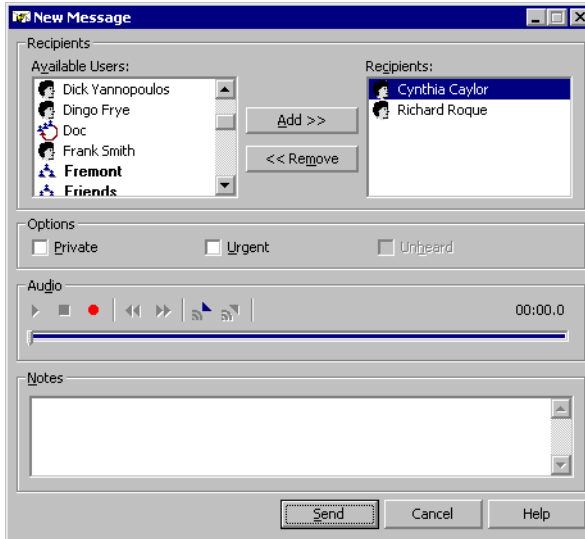 New Message
Recipients
Available Users:
Dick Yannopoulos
Dingo Frye
Doc
Frank Smith
Fremont
Friends
Add >>
<< Remove
Recipients:
Cynthia Caylor
Richard Roque
Options
Private
Urgent
Unheard
Audio
00:00.0
Notes
Send
Cancel
Help